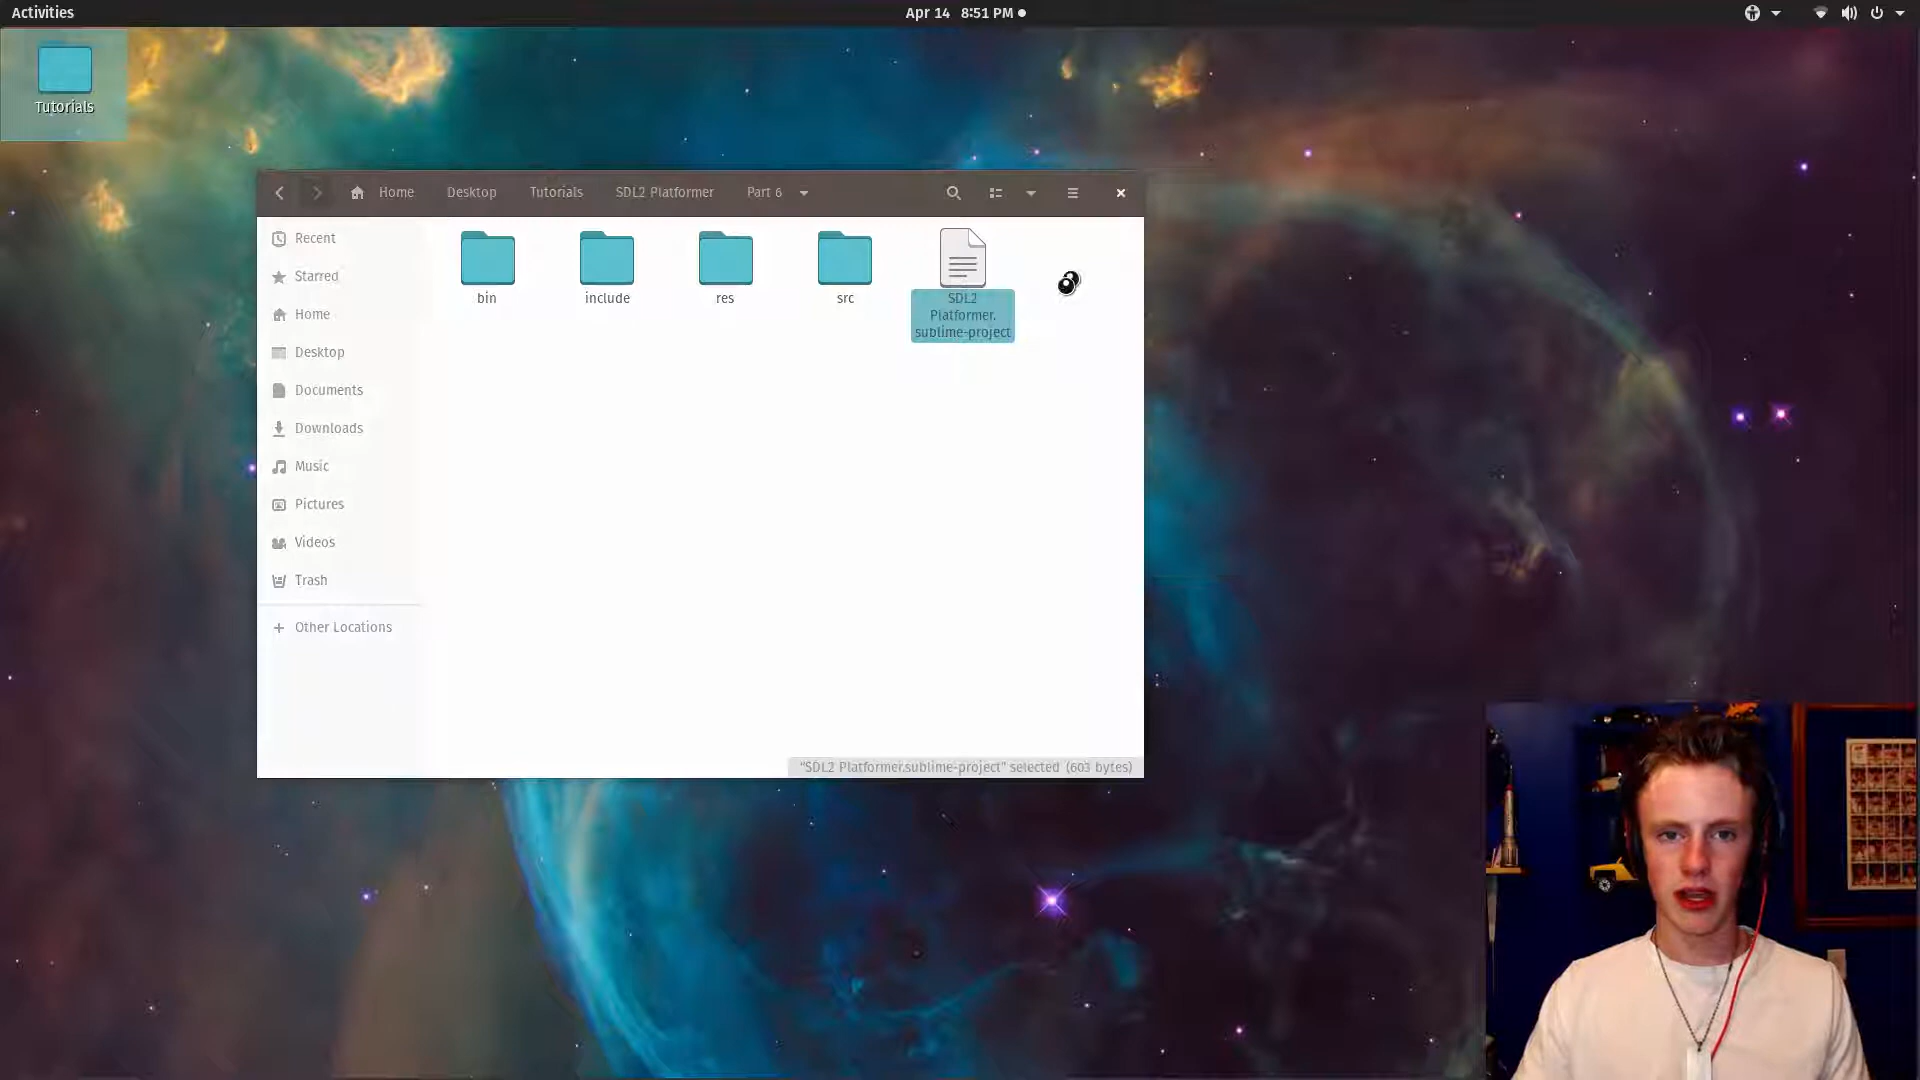 Activities
Apr 14 8:51 PM
Tutorials
Home
Desktop
Tutorials
SDL2 Platformer
Part 6
Recent
Starred
Home
Desktop
Documents
Downloads
Music
Pictures
Videos
Trash
Other Locations
bin
include
res
src
SDL2
Platformer.
sublime-project
"SDL2 Platformer.sublime-project" selected (603 bytes)